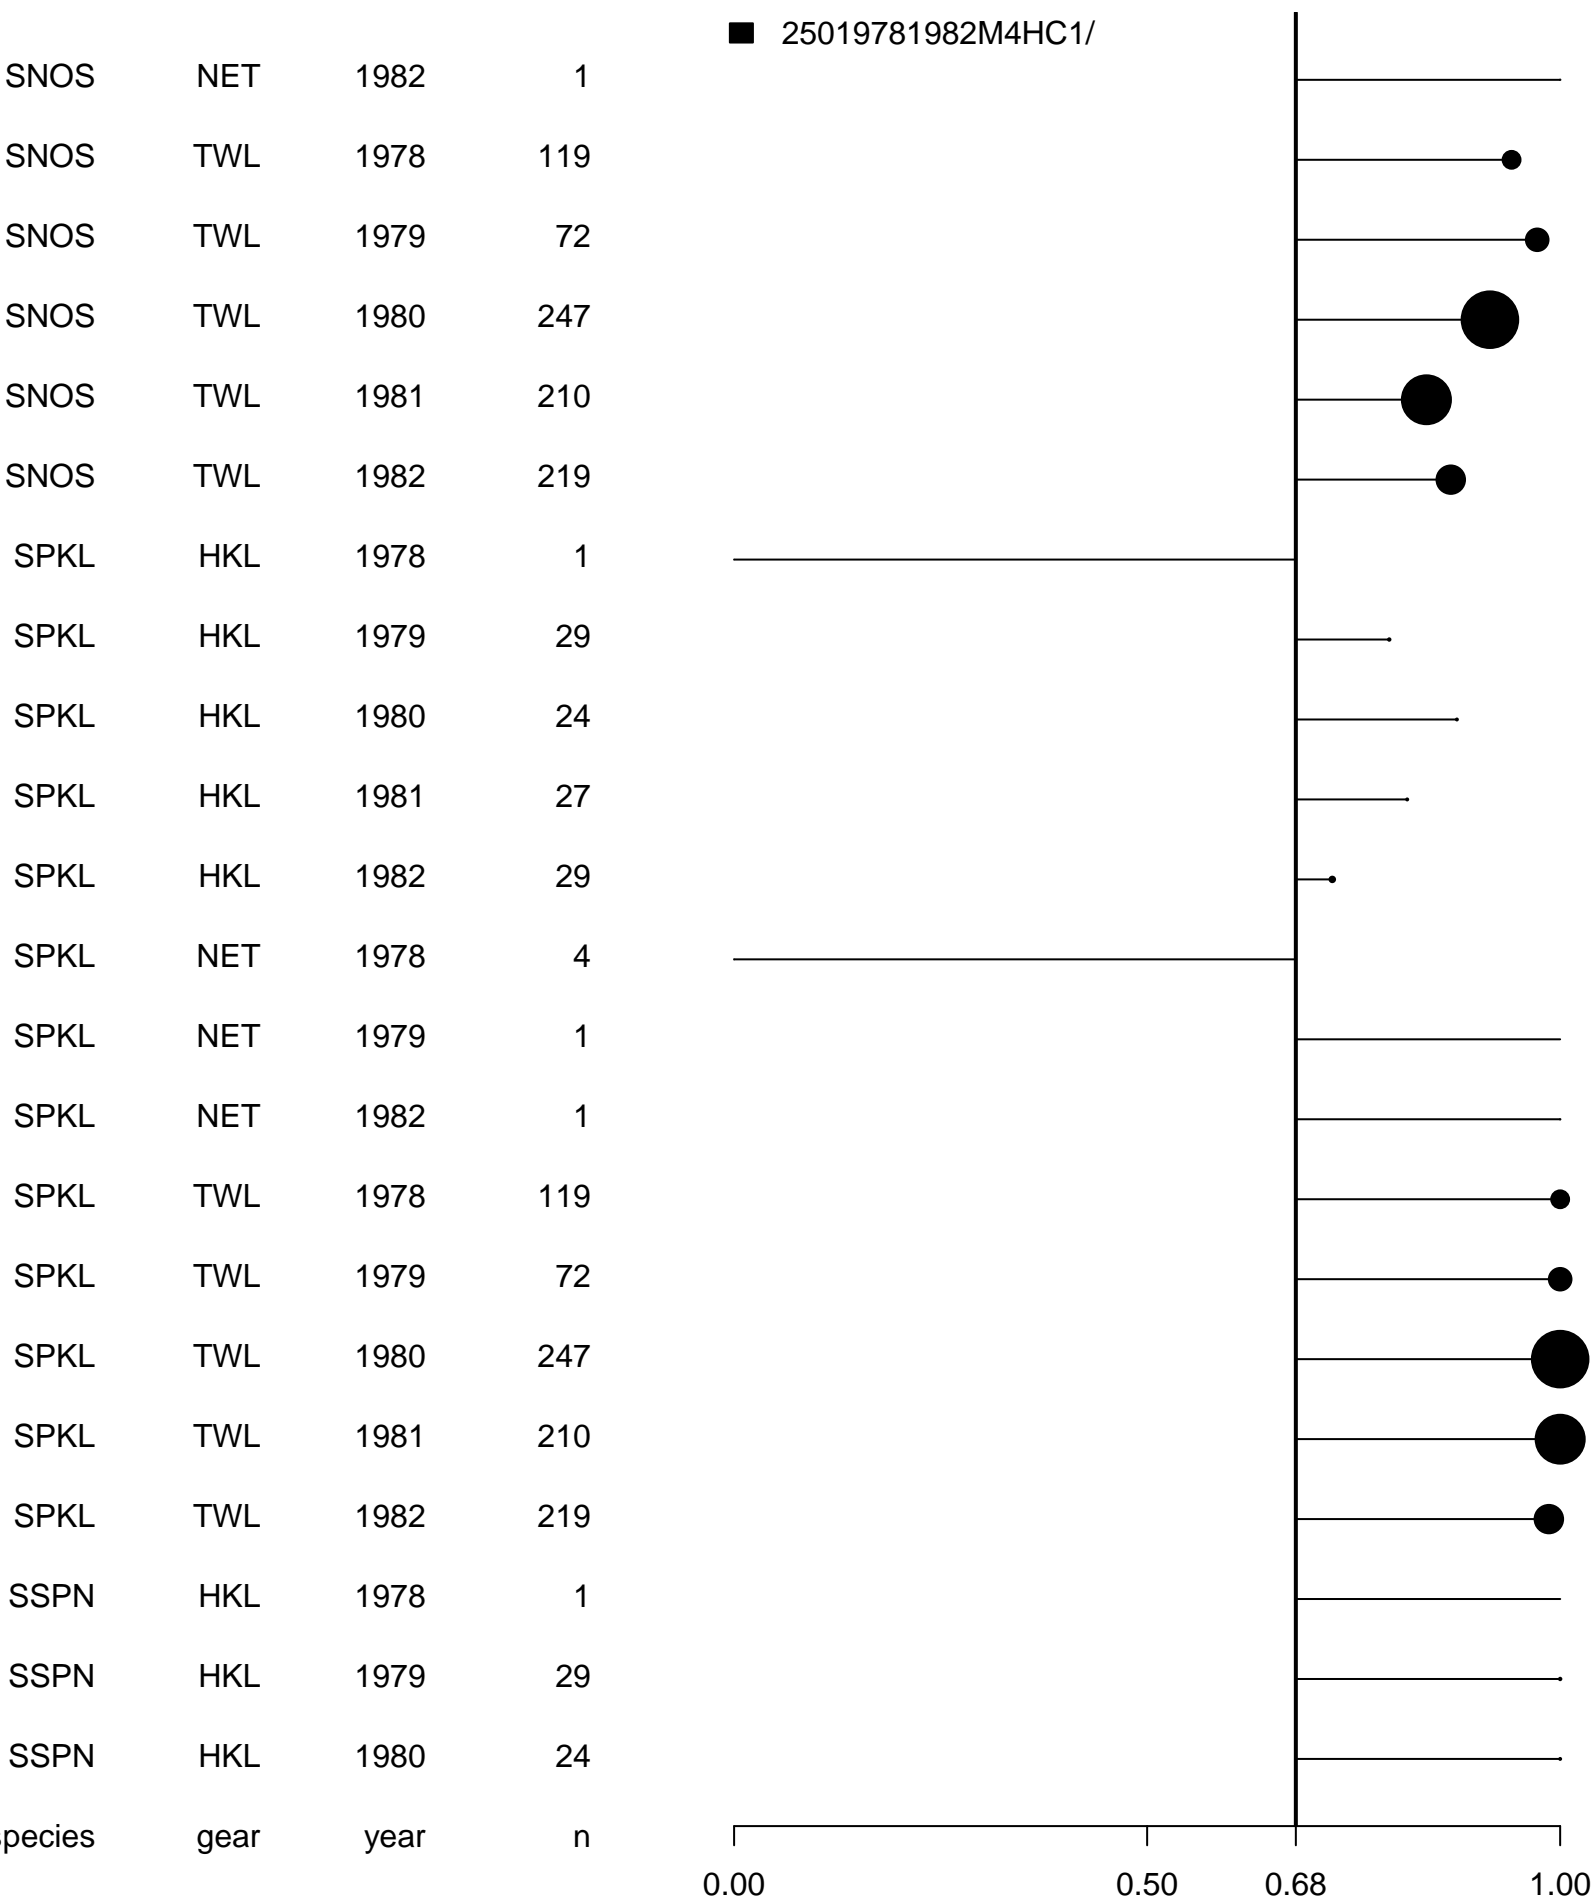 25019781982M4HC1/
SNOS NET 1982 1
SNOS TWL 1978 119
SNOS TWL 1979 72
SNOS TWL 1980 247
SNOS TWL 1981 210
SNOS TWL 1982 219
SPKL HKL 1978 1
SPKL HKL 1979 29
SPKL HKL 1980 24
SPKL HKL 1981 27
SPKL HKL 1982 29
SPKL NET 1978 4
SPKL NET 1979 1
SPKL NET 1982 1
SPKL TWL 1978 119
SPKL TWL 1979 72
SPKL TWL 1980 247
SPKL TWL 1981 210
SPKL TWL 1982 219
SSPN HKL 1978 1
SSPN HKL 1979 29
SSPN HKL 1980 24
species gear year n
0.00 0.50 0.68 1.00